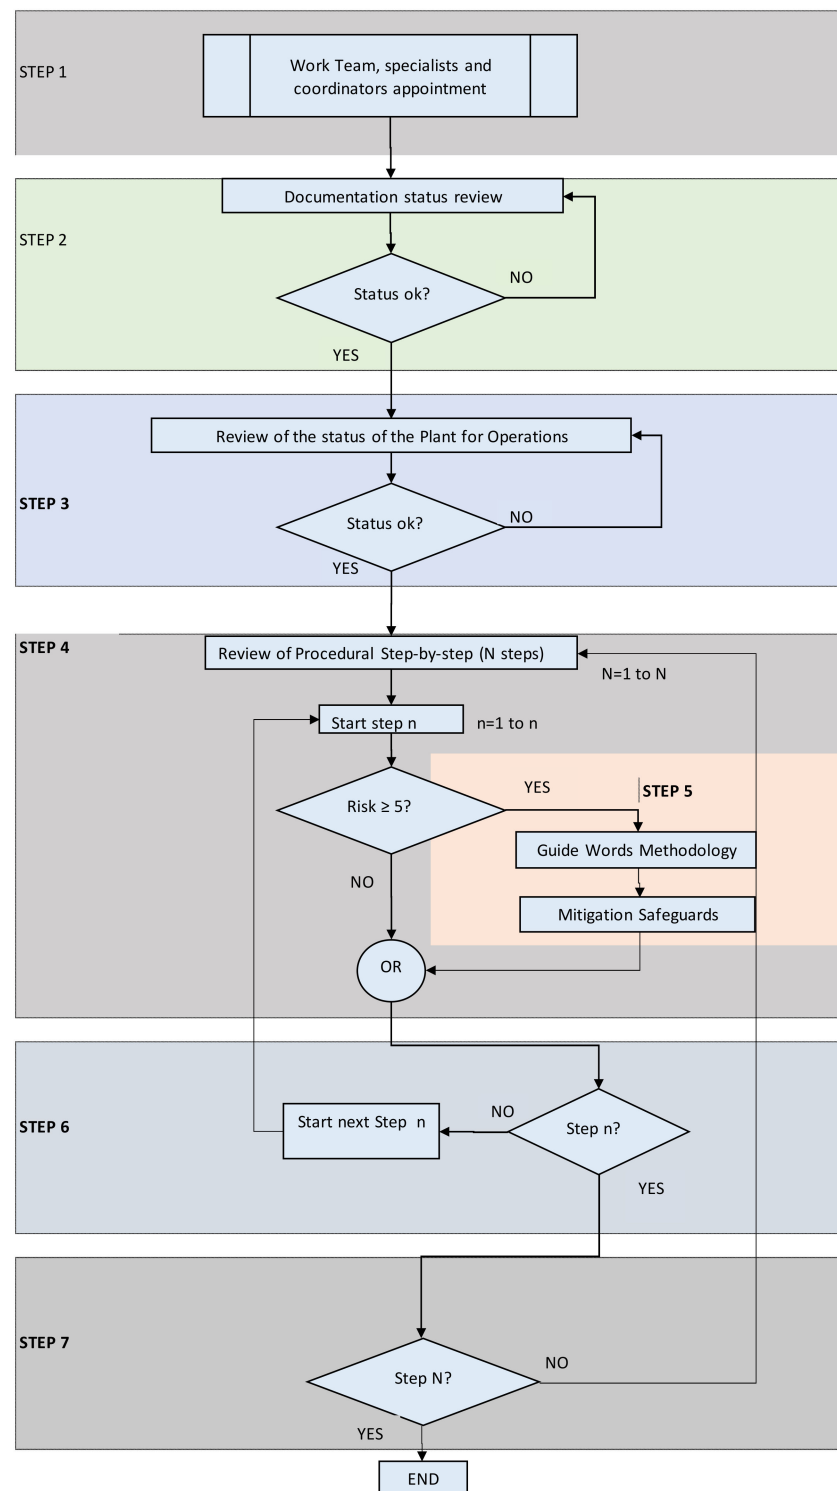 STEP 1
Work Team, specialists and
coordinators appointment
STEP 2
Documentation status review
Status ok?
NO
YES
STEP 3
Review of the status of the Plant for Operations
Status ok?
NO
YES
STEP 4
Review of Procedural Step-by-step (N steps)
N=1 to N
Start step n
n=1 to n
Risk ≥ 5?
YES
STEP 5
Guide Words Methodology
NO
Mitigation Safeguards
OR
STEP 6
Start next Step n
NO
Step n?
YES
STEP 7
Step N?
NO
YES
END